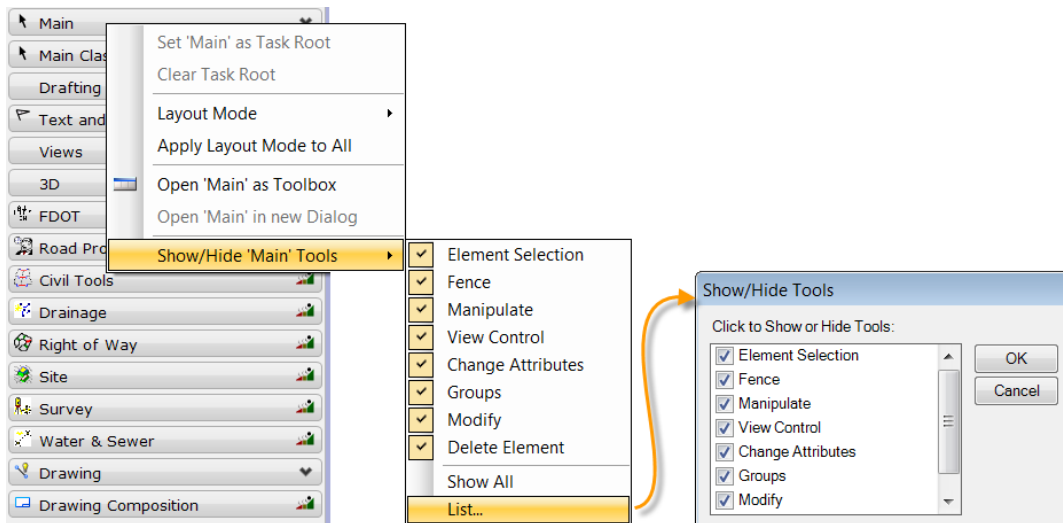 Main
Main Clas
Drafting
Text and
Views
3D
FDOT
Road Pro
Civil Tools
Drainage
Right of Way
Site
Survey
Water & Sewer
Drawing
Drawing Composition
Set 'Main' as Task Root
Clear Task Root
Layout Mode
Apply Layout Mode to All
Open 'Main' as Toolbox
Open 'Main' in new Dialog
Show/Hide 'Main' Tools
Element Selection
Fence
Manipulate
View Control
Change Attributes
Groups
Modify
Delete Element
Show All
List...
Show/Hide Tools
Click to Show or Hide Tools:
Element Selection
Fence
Manipulate
View Control
Change Attributes
Groups
Modify
OK
Cancel